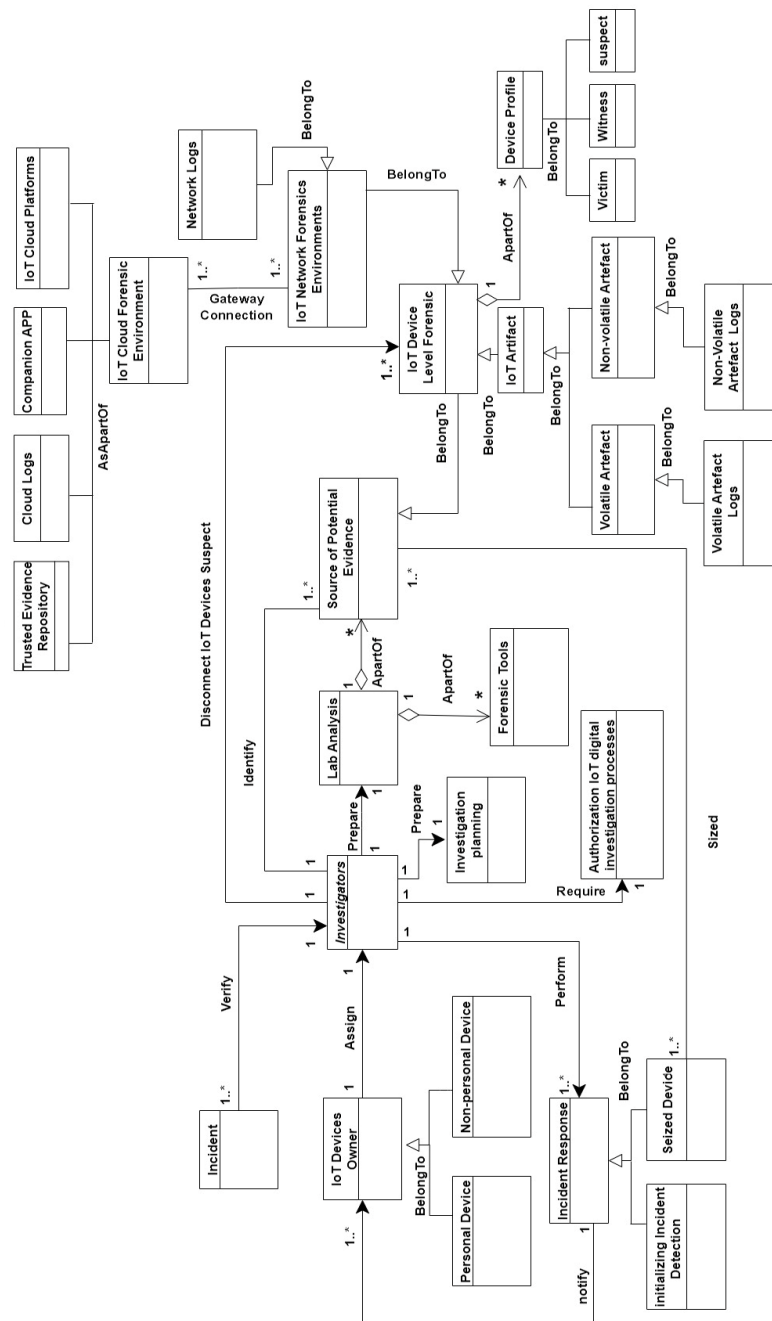 Trusted Evidence
Repository
Cloud Logs
Companion APP
IoT Cloud Platforms
AsApartOf
IoT Cloud Forensic
Environment
1..*
Gateway
Connection
1..*
Network Logs
BelongTo
IoT Network Forensics
Environments
BelongTo
Disconnect IoT Devices Suspect
Identify
Incident
1..*
Verify
1
1
1
1..*
1..*
IoT Devices
Owner
1..*
1
Assign
1
Investigators
Prepare
1
1
Lab Analysis
1
ApartOf
*
Source of Potential
Evidence
1..*
BelongTo
IoT Device
Level Forensic
1
ApartOf
*
Device Profile
BelongTo
Victim
Witness
suspect
BelongTo
Personal Device
Non-personal Device
1
1
1
Prepare
1
Investigation
planning
1
ApartOf
*
Forensic Tools
BelongTo
IoT Artifact
BelongTo
Volatile Artefact
Non-volatile Artefact
BelongTo
BelongTo
Volatile Artefact Logs
Non-Volatile
Artefact Logs
Incident Response
1
1..*
Perform
notify
Require
1
Authorization IoT digital
investigation processes
BelongTo
initializing Incident
Detection
Seized Devide
1..*
Sized